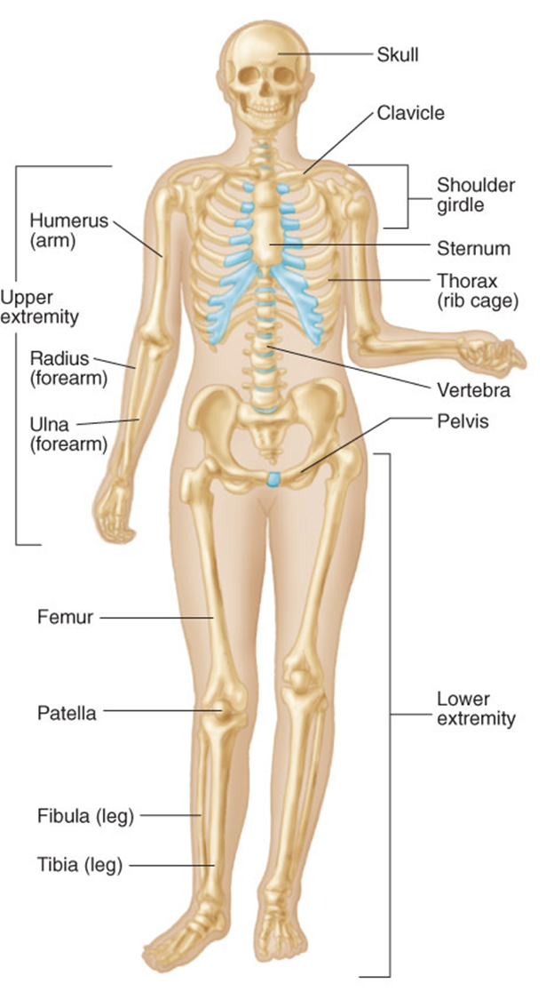 Skull
Clavicle
Shoulder
girdle
Humerus
(arm)
Sternum
Thorax
(rib cage)
Upper
extremity
Radius
(forearm)
Vertebra
Ulna
(forearm)
Pelvis
Femur
Patella
Lower
extremity
Fibula (leg)
Tibia (leg)